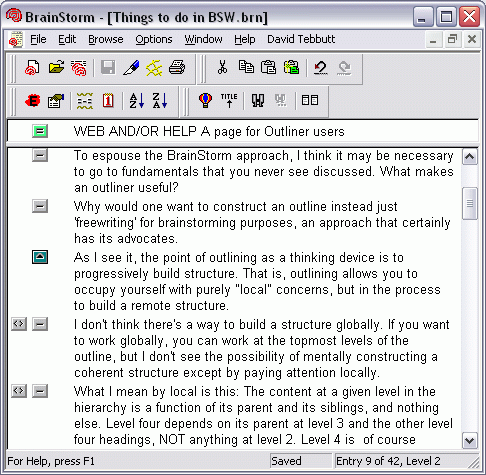 BrainStorm - [Things to do in BSW.brn]
File Edit Browse Options Window Help David Tebbutt
A Z Z A TITLE
WEB AND/OR HELP A page for Outliner users
To espouse the BrainStorm approach, I think it may be necessary
to go to fundamentals that you never see discussed. What makes
an outliner useful?
Why would one want to construct an outline instead just
'freewriting' for brainstorming purposes, an approach that certainly
has its advocates.
As I see it, the point of outlining as a thinking device is to
progressively build structure. That is, outlining allows you to
occupy yourself with purely "local" concerns, but in the process
to build a remote structure.
I don't think there's a way to build a structure globally. If you want
to work globally, you can work at the topmost levels of the
outline, but I don't see the possibility of mentally constructing a
coherent structure except by paying attention locally.
What I mean by local is this: The content at a given level in the
hierarchy is a function of its parent and its siblings, and nothing
else. Level four depends on its parent at level 3 and the other level
four headings, NOT anything at level 2. Level 4 is of course
For Help, press F1 Saved Entry 9 of 42, Level 2